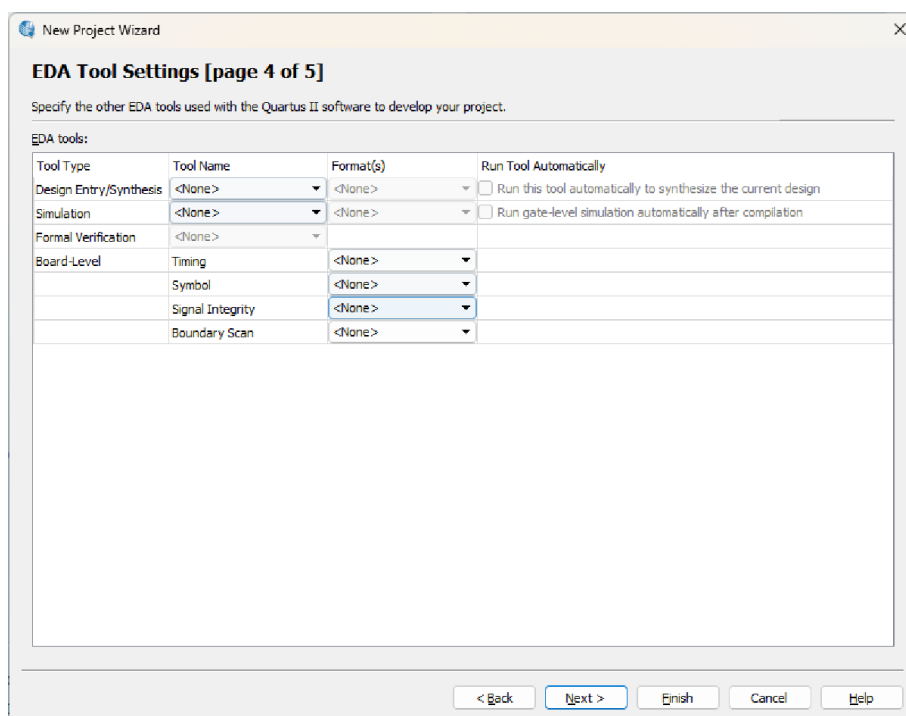 New Project Wizard
EDA Tool Settings [page 4 of 5]
Specify the other EDA tools used with the Quartus II software to develop your project.
EDA tools:
Tool Type Tool Name Format(s) Run Tool Automatically
Design Entry/Synthesis <None> <None> Run this tool automatically to synthesize the current design
Simulation <None> <None> Run gate-level simulation automatically after compilation
Formal Verification <None>
Board-Level Timing <None>
Symbol <None>
Signal Integrity <None>
Boundary Scan <None>
< Back Next > Finish Cancel Help